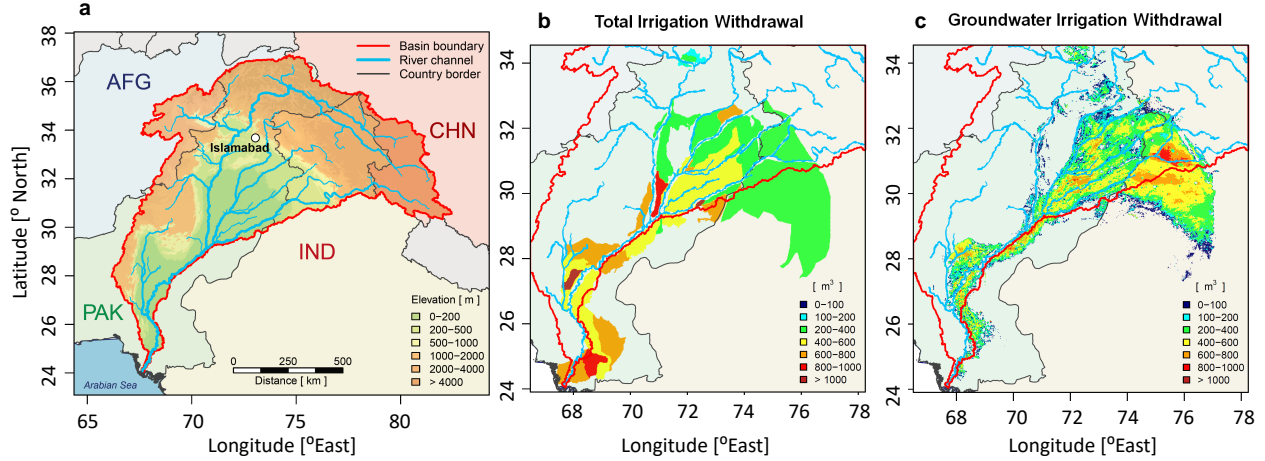 a
38
36
34
32
30
28
26
24
Latitude [º North]
65
70
75
80
Longitude [ºEast]
Basin boundary
River channel
Country border
AFG
CHN
Islamabad
IND
PAK
Arabian Sea
0
250
500
Distance [ km ]
Elevation [ m ]
0−200
200−500
500−1000
1000−2000
2000−4000
> 4000
b
Total Irrigation Withdrawal
34
32
30
28
26
24
68
70
72
74
76
78
Longitude [ºEast]
[ m³ ]
0−100
100−200
200−400
400−600
600−800
800−1000
> 1000
c
Groundwater Irrigation Withdrawal
34
32
30
28
26
24
68
70
72
74
76
78
Longitude [ºEast]
[ m³ ]
0−100
100−200
200−400
400−600
600−800
800−1000
> 1000